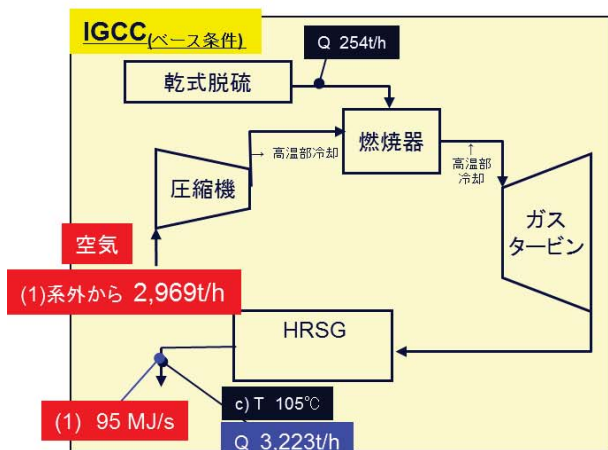 IGCC(ベース条件)
Q 254t/h
乾式脱硫
燃焼器
→ 高温部冷却
↑
高温部
冷却
圧縮機
ガス
タービン
空気
(1)系外から 2,969t/h
HRSG
(1) 95 MJ/s
c) T 105℃
Q 3,223t/h